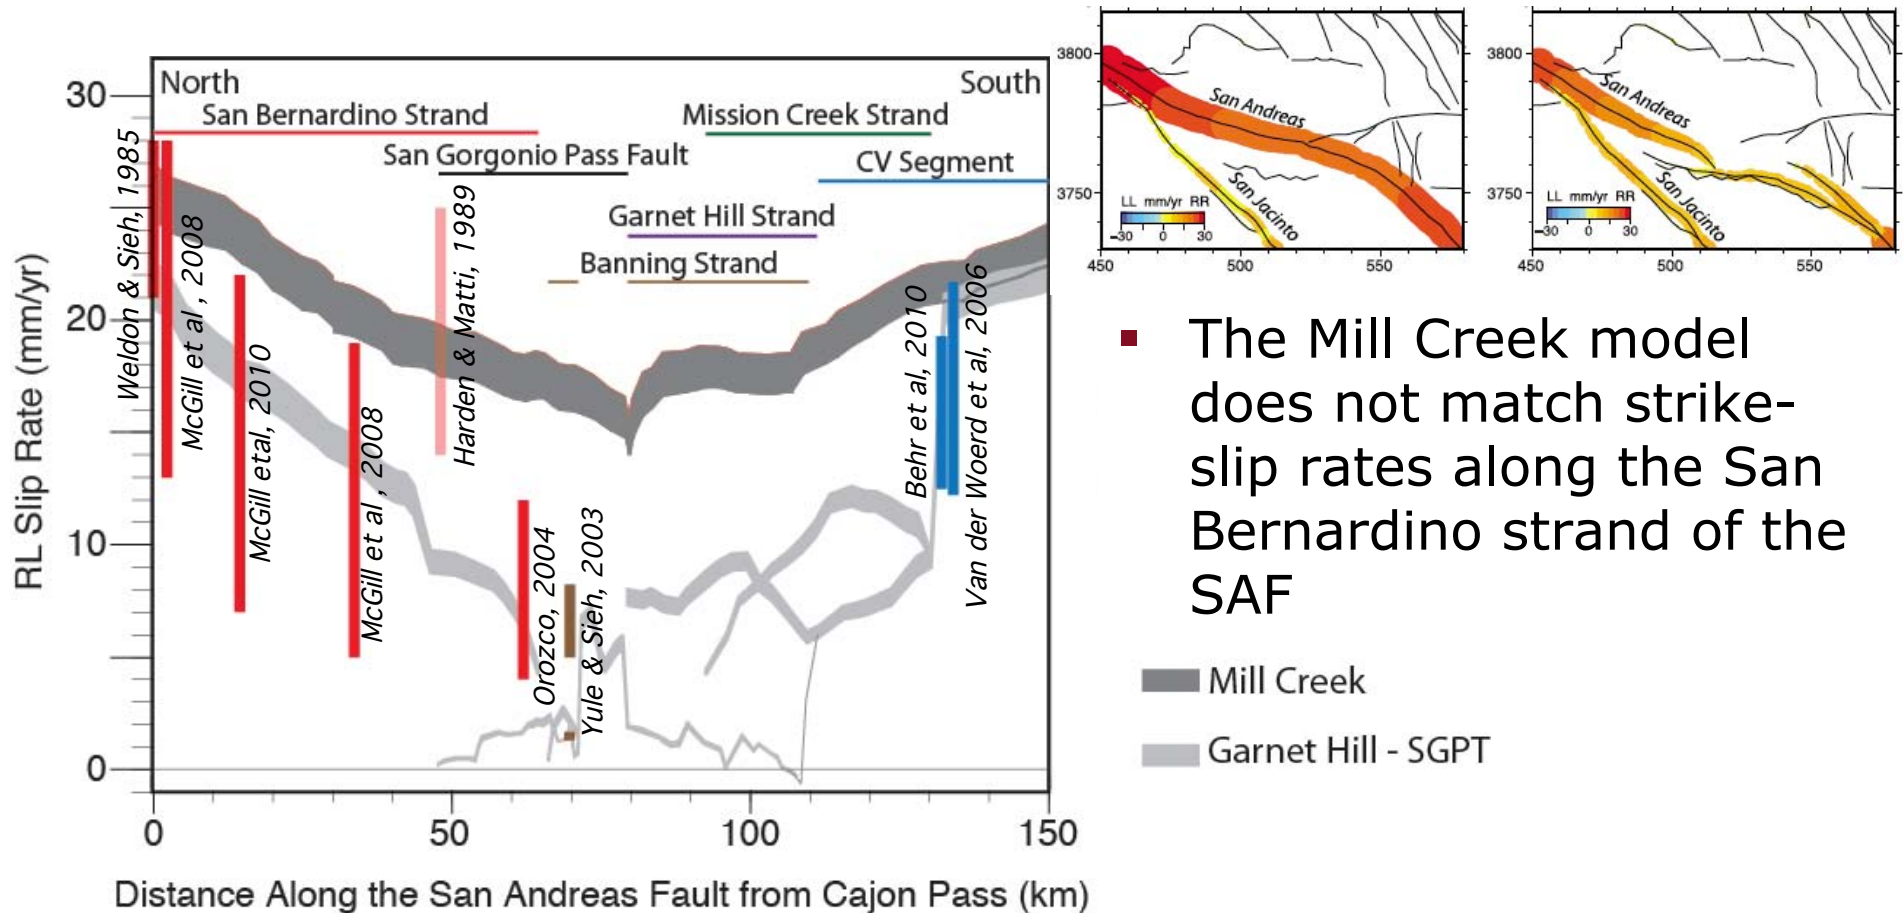 North
South
San Bernardino Strand
Mission Creek Strand
San Gorgonio Pass Fault
CV Segment
Garnet Hill Strand
Banning Strand
Weldon & Sieh, 1985
McGill et al , 2008
McGill etal, 2010
McGill et al , 2008
Harden & Matti, 1989
Orozco, 2004
Yule & Sieh, 2003
Behr et al, 2010
Van der Woerd et al, 2006
RL Slip Rate (mm/yr)
30
20
10
0
0
50
100
150
Distance Along the San Andreas Fault from Cajon Pass (km)
3800
3750
San Andreas
San Jacinto
LL mm/yr RR
−30 0 30
450
500
550
3800
3750
San Andreas
San Jacinto
LL mm/yr RR
−30 0 30
450
500
550
▪ The Mill Creek model
does not match strike-
slip rates along the San
Bernardino strand of the
SAF
Mill Creek
Garnet Hill - SGPT